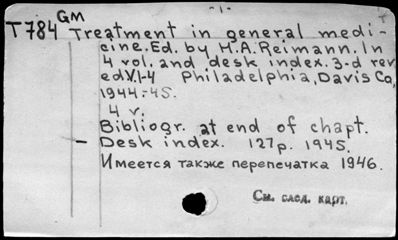 -1-
GM
T784 Treatment in general medi-
cine. Ed. by H.A. Reimann. In
4 vol. and desk index. 3-d rev
ed V.1-4 Philadelphia, Davis Co,
1944-45.
4 v.
Bibliogr. at end of chapt.
- Desk index. 127p. 1945.
Имеется также перепечатка 1946.
См. след. карт.